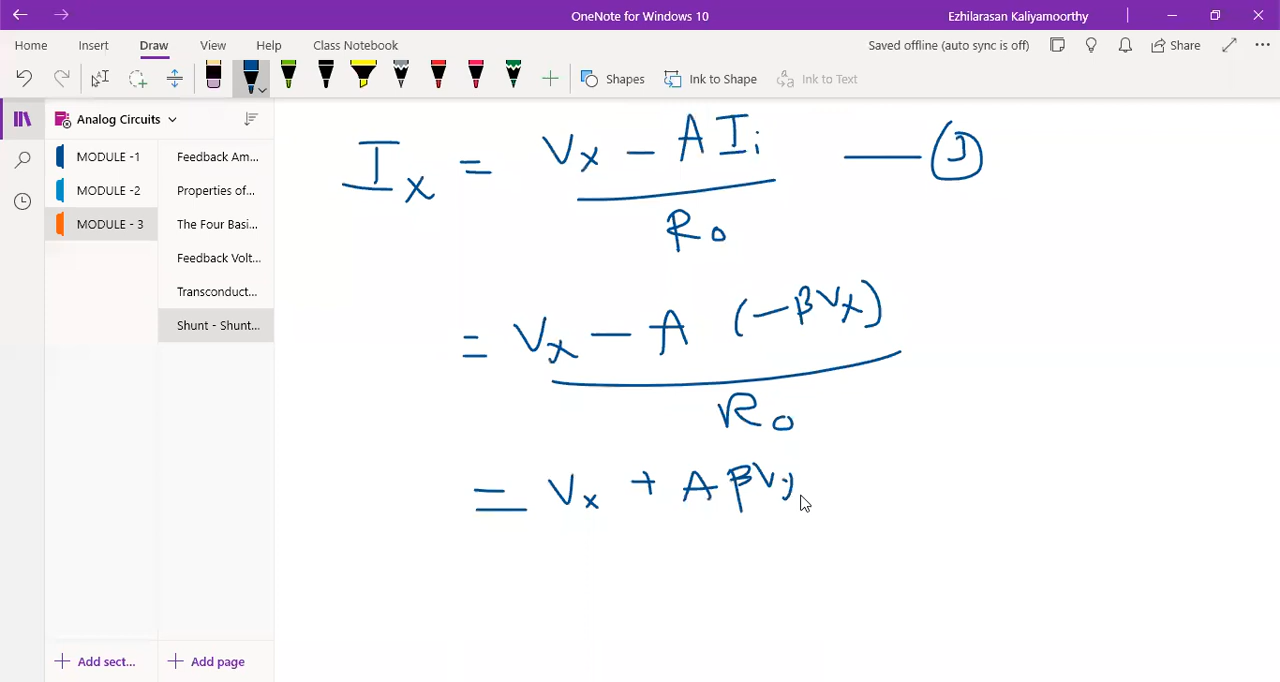 OneNote for Windows 10
Ezhilarasan Kaliyamoorthy
Home Insert Draw View Help Class Notebook
Saved offline (auto sync is off) Share
Shapes Ink to Shape Ink to Text
Analog Circuits
MODULE -1
MODULE -2
MODULE - 3
Feedback Am...
Properties of...
The Four Basi...
Feedback Volt...
Transconduct...
Shunt - Shunt...
Add sect...
Add page
Ix = Vx − A Ii —— ①
Ro
= Vx − A (−βVx)
Ro
= Vx + A βVx